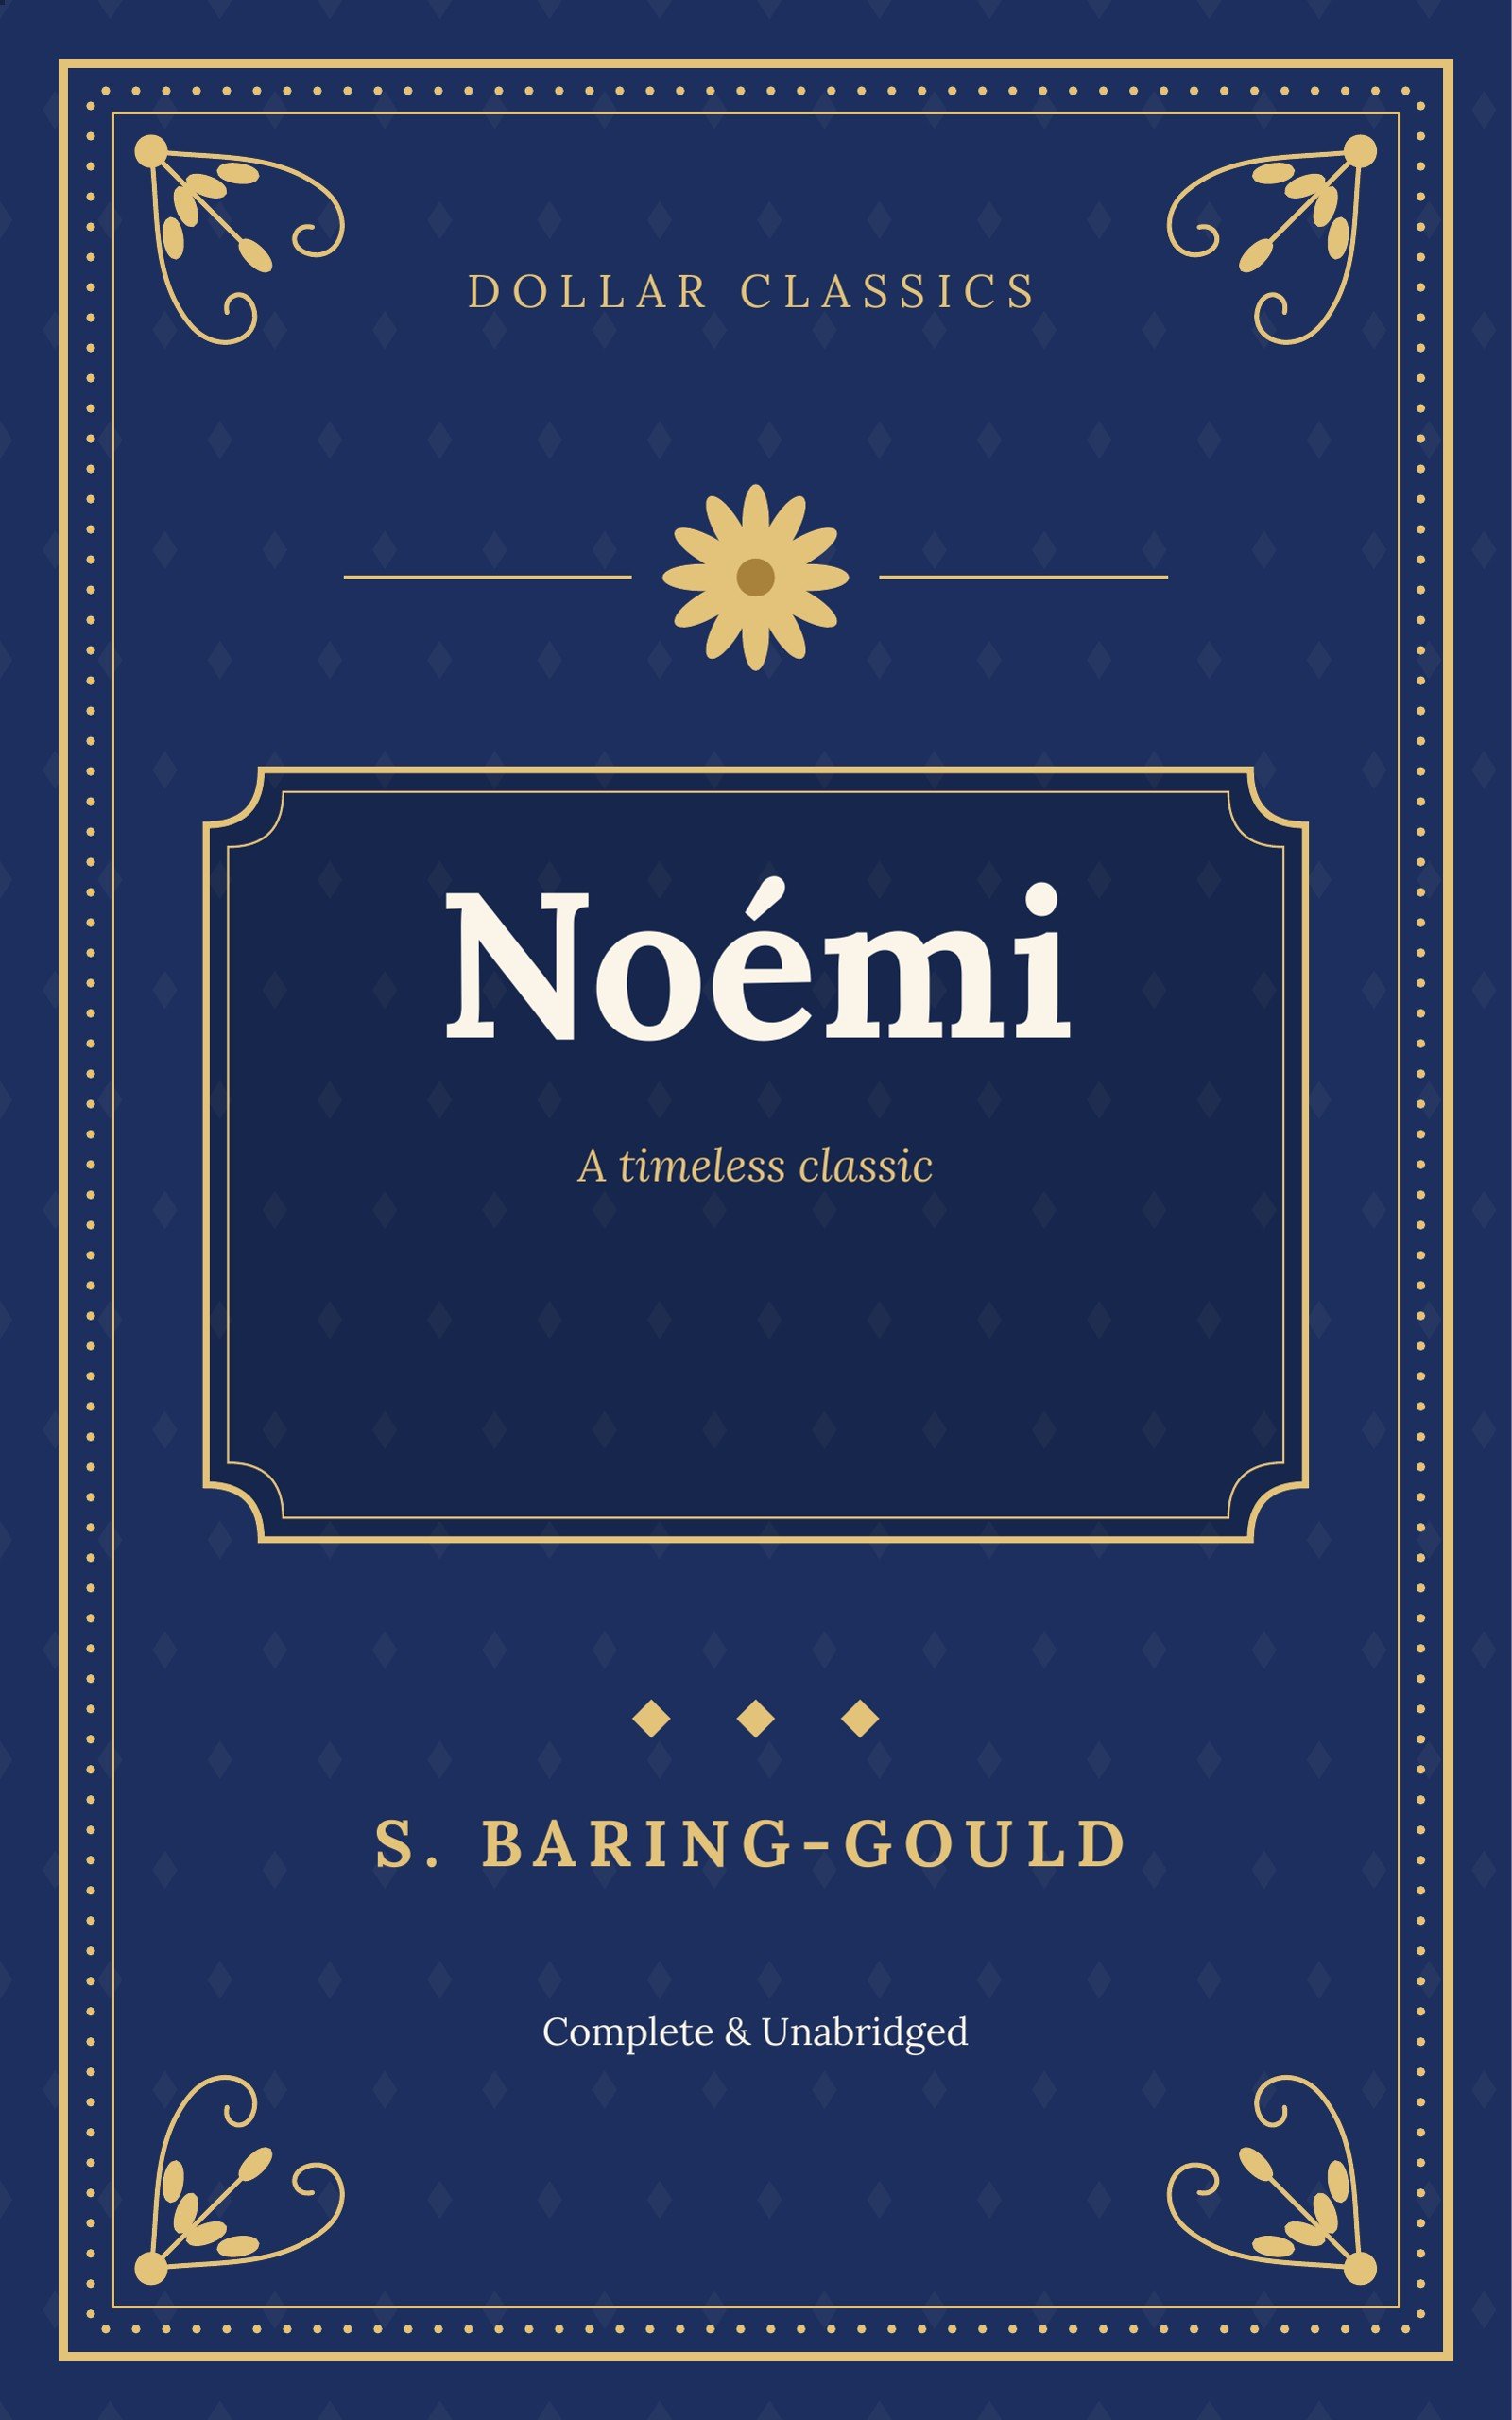 DOLLAR CLASSICS
Noémi
A timeless classic
S. BARING-GOULD
Complete & Unabridged